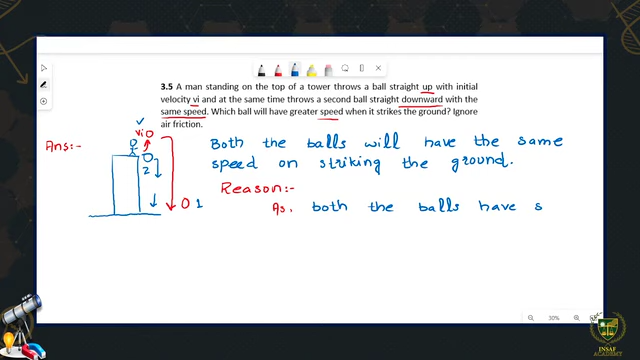 3.5 A man standing on the top of a tower throws a ball straight up with initial
velocity vi and at the same time throws a second ball straight downward with the
same speed. Which ball will have greater speed when it strikes the ground? Ignore
air friction.
Ans:-
vi
2
1
Both the balls will have the same
speed on striking the ground.
Reason:-
As, both the balls have s
30%
INSAF
ACADEMY